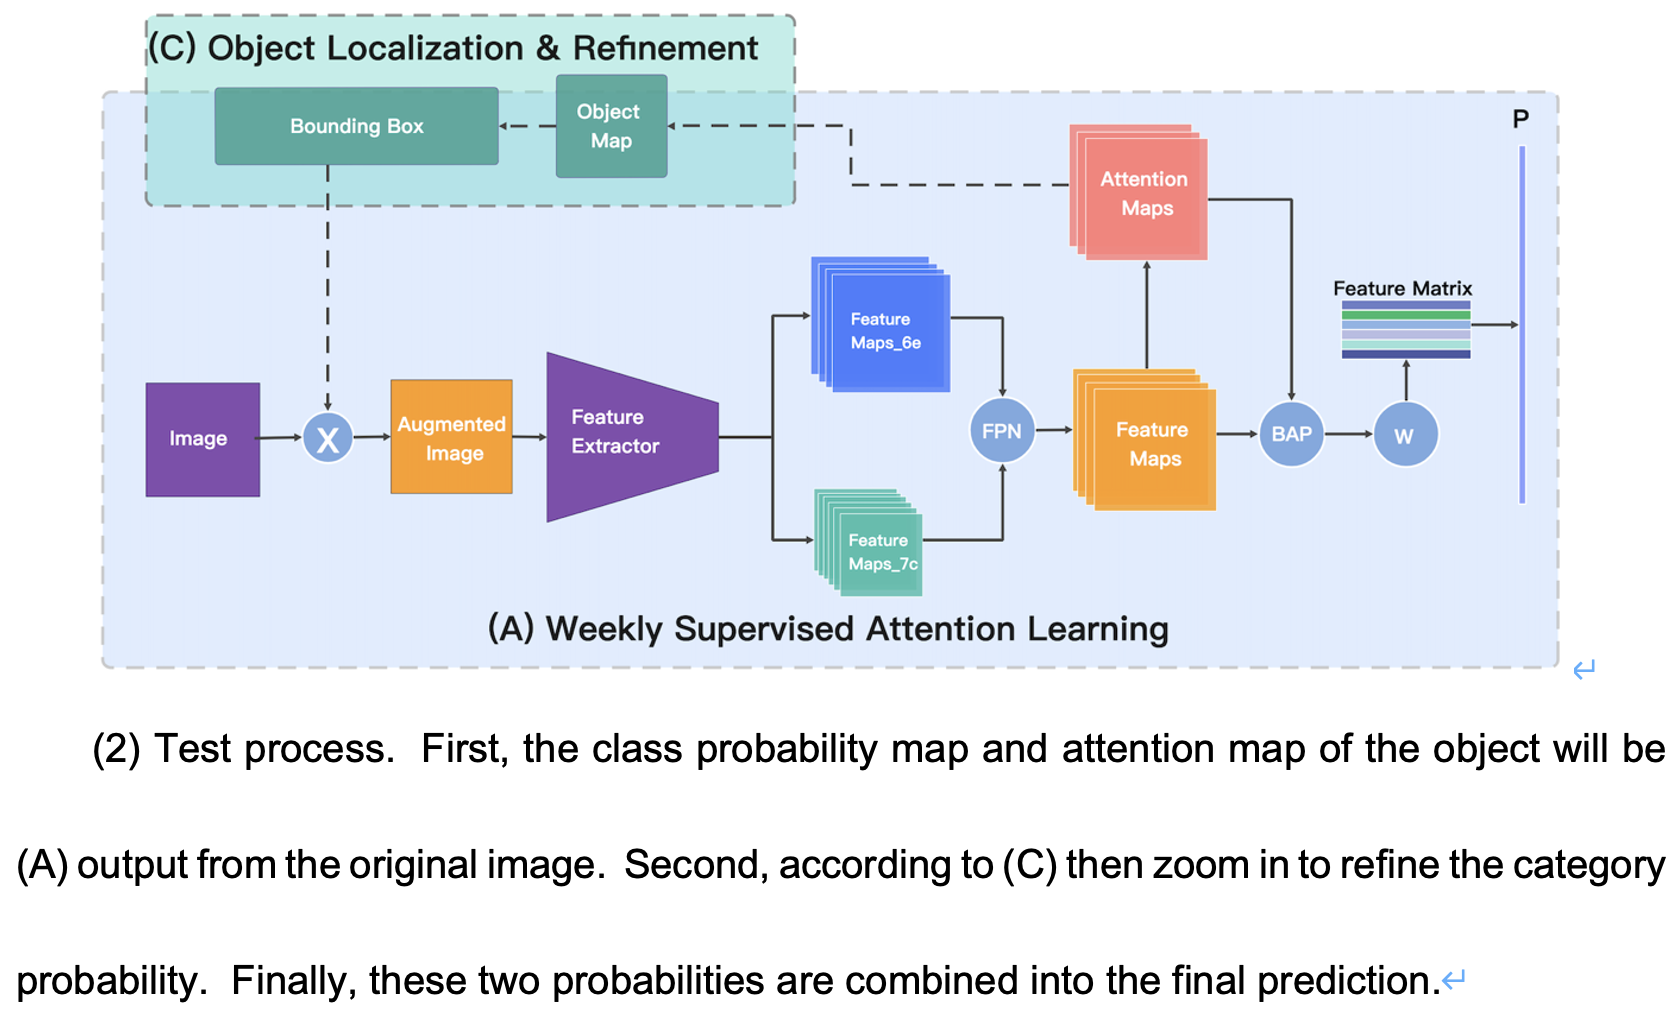 (C) Object Localization & Refinement
Bounding Box
Object
Map
P
Attention
Maps
Feature
Maps_6e
Feature Matrix
Image
X
Augmented
Image
Feature
Extractor
FPN
Feature
Maps
BAP
W
Feature
Maps_7c
(A) Weekly Supervised Attention Learning
(2) Test process. First, the class probability map and attention map of the object will be
(A) output from the original image. Second, according to (C) then zoom in to refine the category
probability. Finally, these two probabilities are combined into the final prediction.